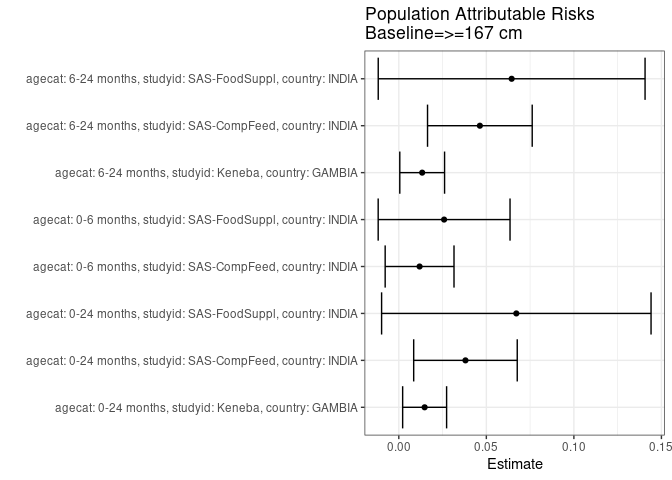 Population Attributable Risks
Baseline=>=167 cm
agecat: 6-24 months, studyid: SAS-FoodSuppl, country: INDIA
agecat: 6-24 months, studyid: SAS-CompFeed, country: INDIA
agecat: 6-24 months, studyid: Keneba, country: GAMBIA
agecat: 0-6 months, studyid: SAS-FoodSuppl, country: INDIA
agecat: 0-6 months, studyid: SAS-CompFeed, country: INDIA
agecat: 0-24 months, studyid: SAS-FoodSuppl, country: INDIA
agecat: 0-24 months, studyid: SAS-CompFeed, country: INDIA
agecat: 0-24 months, studyid: Keneba, country: GAMBIA
0.00 0.05 0.10 0.15
Estimate